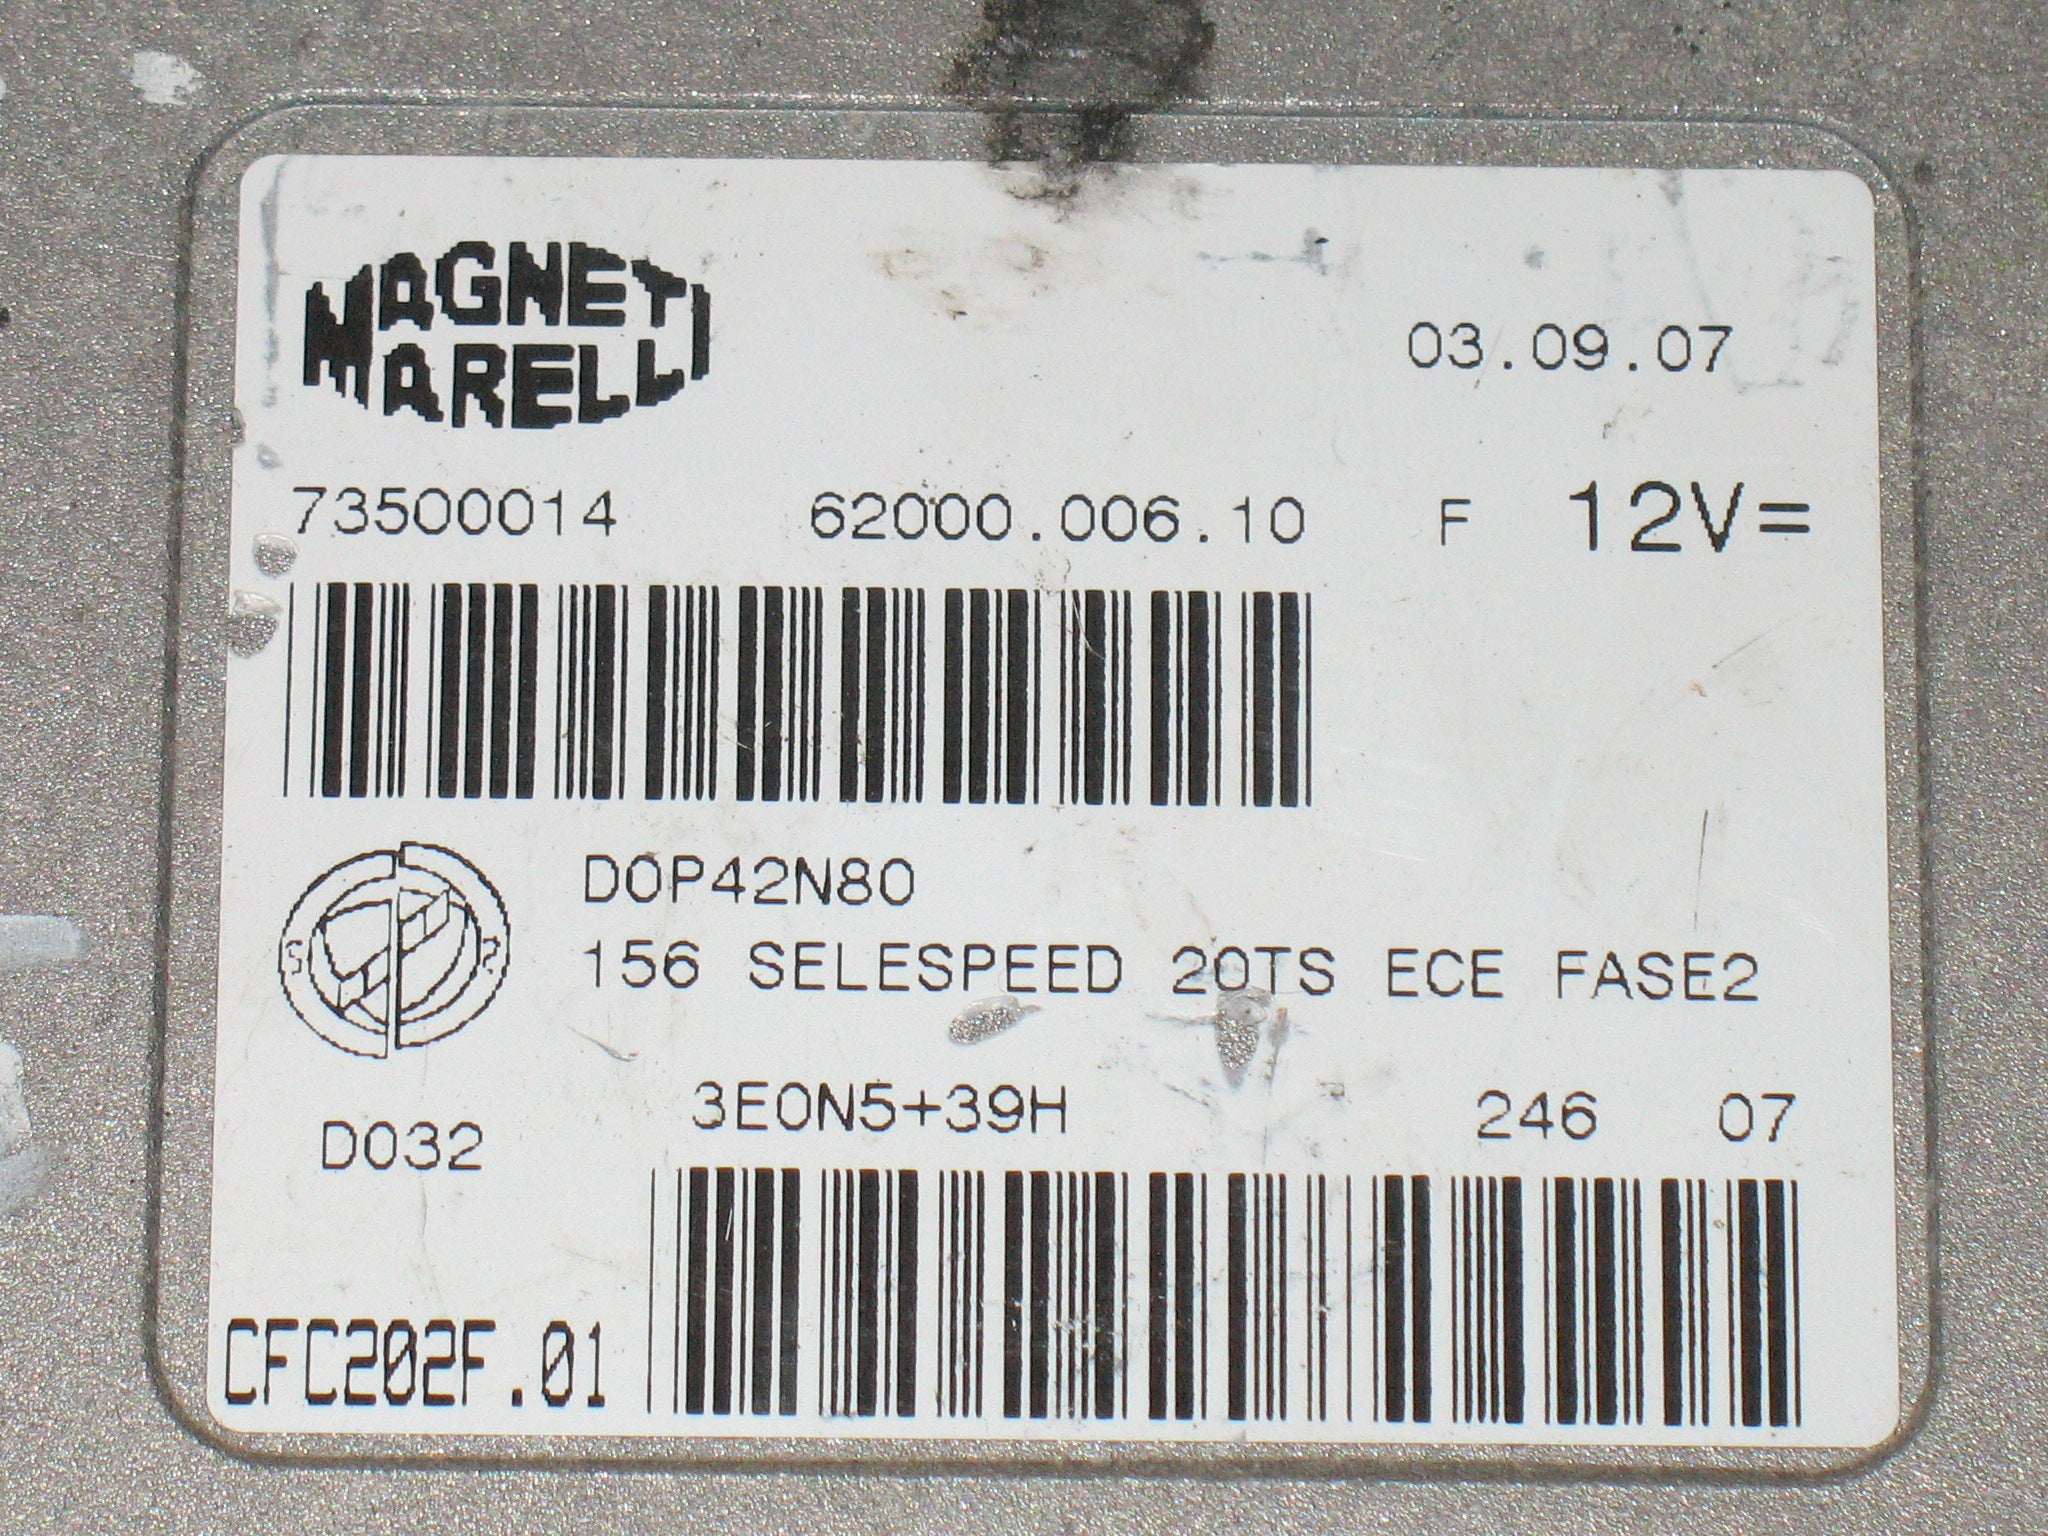 MAGNETI
MARELLI
03.09.07
73500014 62000.006.10 F 12V=
D0P42N80
156 SELESPEED 20TS ECE FASE2
3E0N5+39H 246 07
D032
CFC202F.01